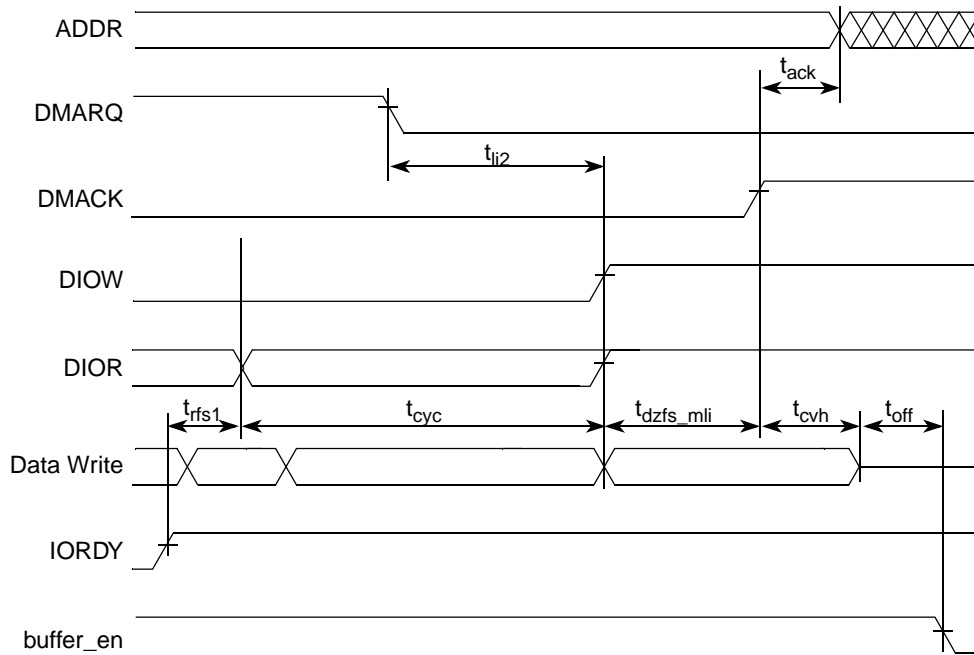 ADDR
t_ack
DMARQ
t_li2
DMACK
DIOW
DIOR
t_rfs1 t_cyc t_dzfs_mli t_cvh t_off
Data Write
IORDY
buffer_en